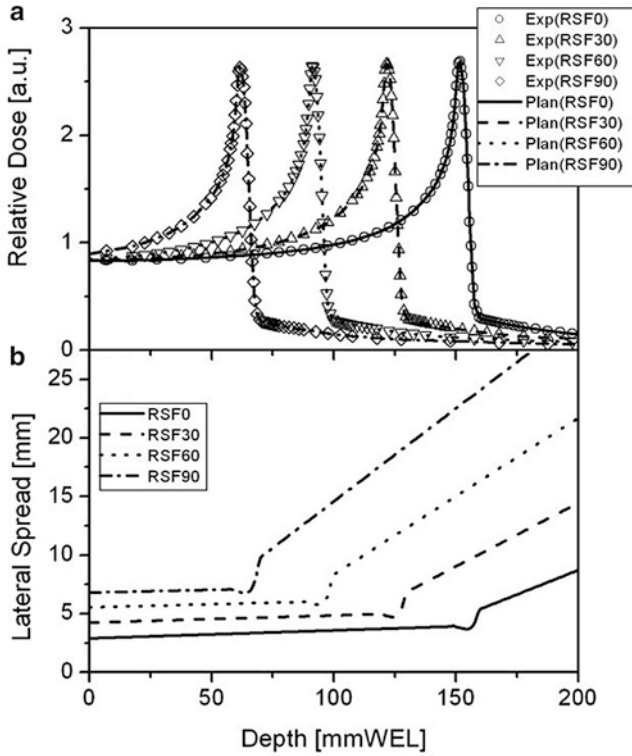 a
3
2
1
0
Relative Dose [a.u.]
Exp(RSF0)
Exp(RSF30)
Exp(RSF60)
Exp(RSF90)
Plan(RSF0)
Plan(RSF30)
Plan(RSF60)
Plan(RSF90)
b
25
20
15
10
5
0
Lateral Spread [mm]
RSF0
RSF30
RSF60
RSF90
0 50 100 150 200
Depth [mmWEL]